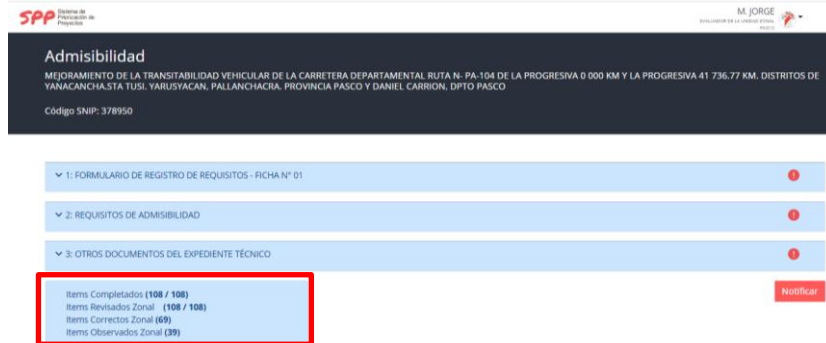 SPP Sistema de
Priorización de
Proyectos
M. JORGE
EVALUADOR DE LA UNIDAD ZONAL
PASCO
Admisibilidad
MEJORAMIENTO DE LA TRANSITABILIDAD VEHICULAR DE LA CARRETERA DEPARTAMENTAL RUTA N- PA-104 DE LA PROGRESIVA 0 000 KM Y LA PROGRESIVA 41 736.77 KM, DISTRITOS DE
YANACANCHA.STA TUSI. YARUSYACAN, PALLANCHACRA, PROVINCIA PASCO Y DANIEL CARRION, DPTO PASCO
Código SNIP: 378950
1: FORMULARIO DE REGISTRO DE REQUISITOS - FICHA N° 01
2: REQUISITOS DE ADMISIBILIDAD
3: OTROS DOCUMENTOS DEL EXPEDIENTE TÉCNICO
Items Completados (108 / 108)
Notificar
Items Revisados Zonal (108 / 108)
Items Correctos Zonal (69)
Items Observados Zonal (39)